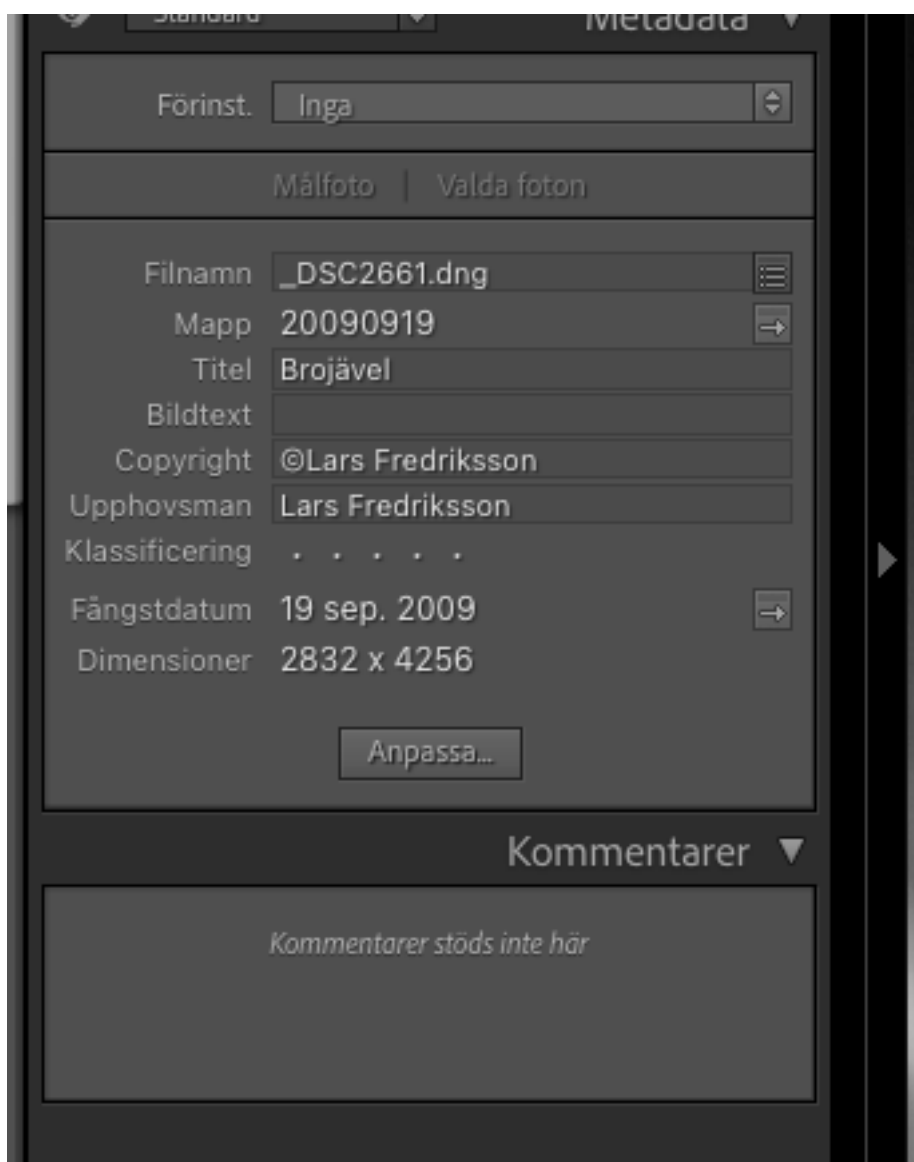 Standard Metadata
Förinst. Inga
Målfoto | Valda foton
Filnamn _DSC2661.dng
Mapp 20090919
Titel Brojävel
Bildtext
Copyright ©Lars Fredriksson
Upphovsman Lars Fredriksson
Klassificering . . . . .
Fångstdatum 19 sep. 2009
Dimensioner 2832 x 4256
Anpassa...
Kommentarer
Kommentarer stöds inte här